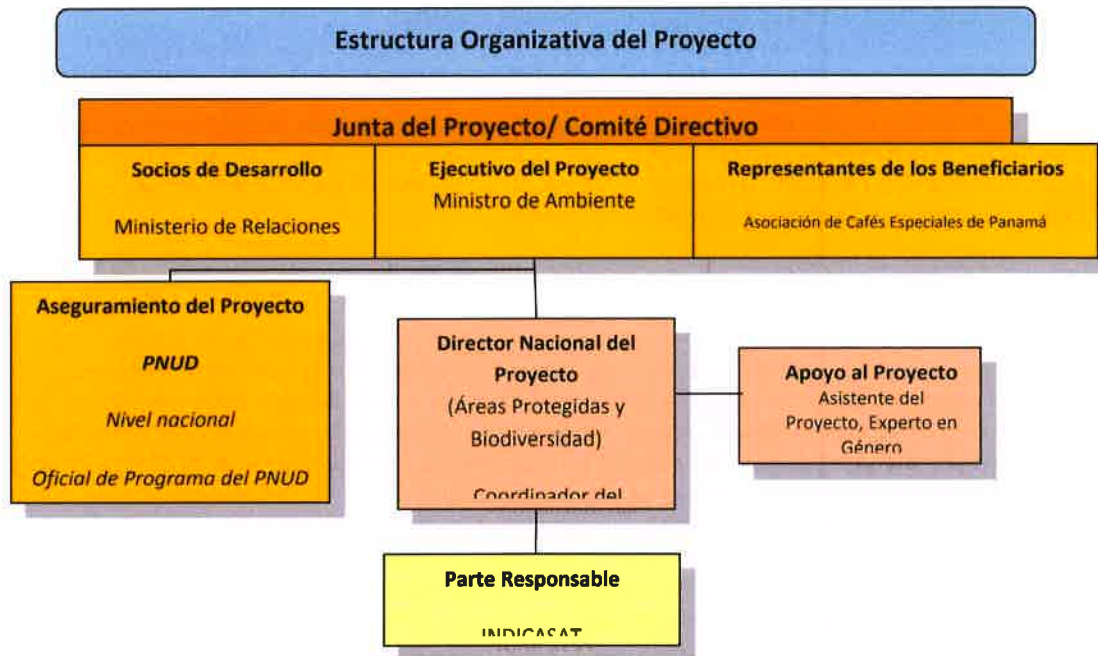 Estructura Organizativa del Proyecto
Junta del Proyecto/ Comité Directivo
Socios de Desarrollo
Ministerio de Relaciones
Ejecutivo del Proyecto
Ministro de Ambiente
Representantes de los Beneficiarios
Asociación de Cafés Especiales de Panamá
Aseguramiento del Proyecto
PNUD
Nivel nacional
Oficial de Programa del PNUD
Director Nacional del
Proyecto
(Áreas Protegidas y
Biodiversidad)
Coordinador del
Apoyo al Proyecto
Asistente del
Proyecto, Experto en
Género
Parte Responsable
INDICASAT